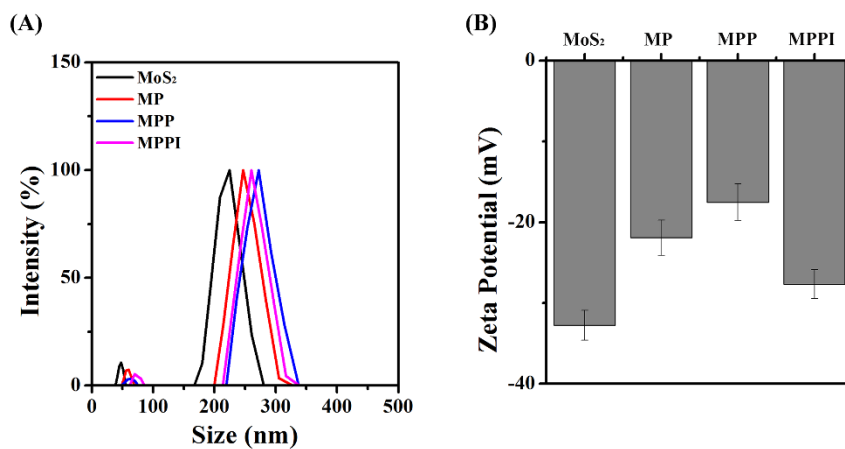 (A)
Intensity (%)
150
100
50
0
MoS₂
MP
MPP
MPPI
0 100 200 300 400 500
Size (nm)
(B)
MoS₂ MP MPP MPPI
Zeta Potential (mV)
0
-20
-40